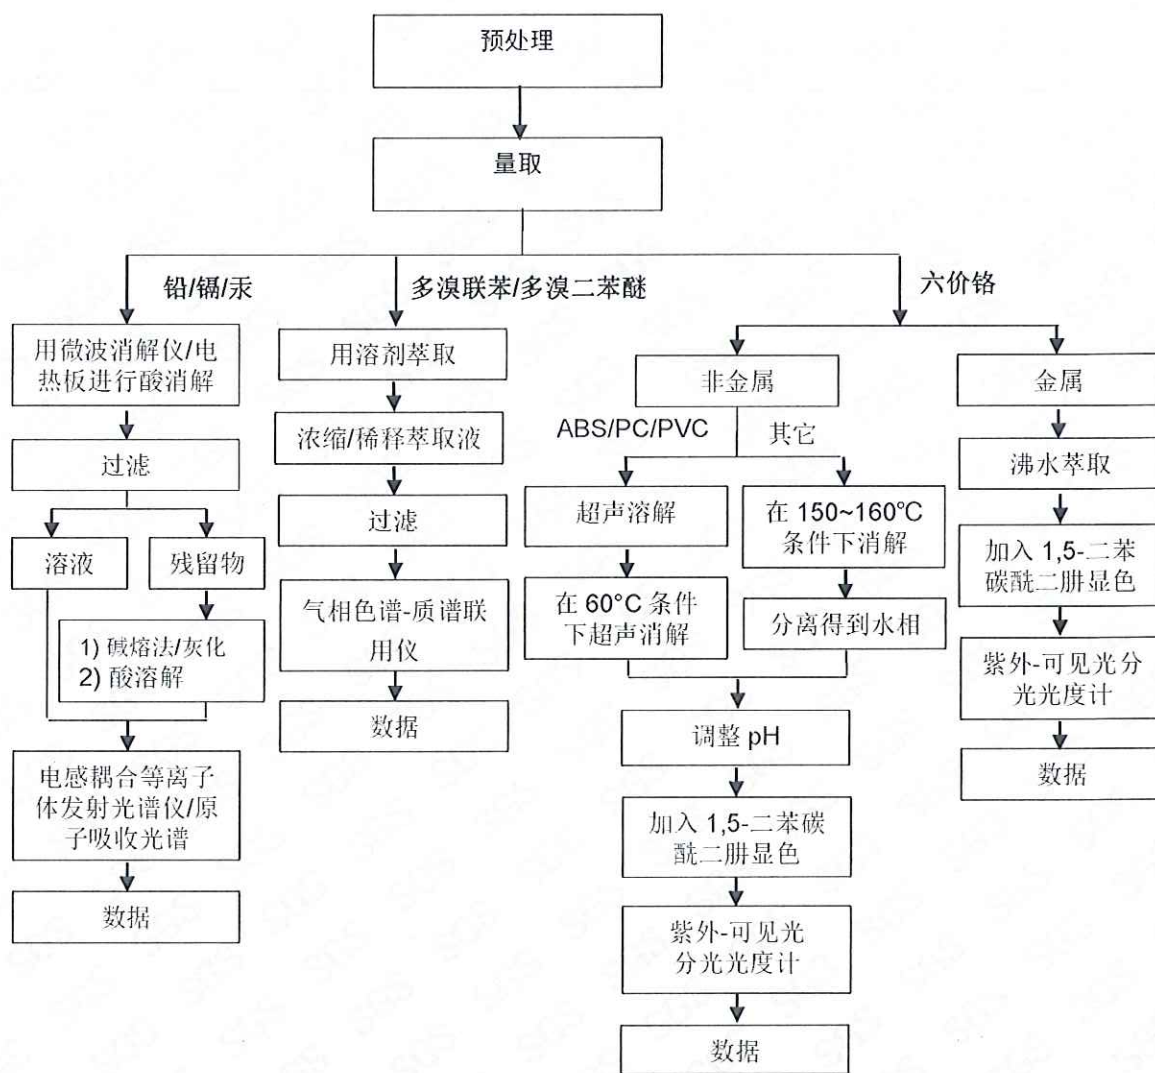 预处理
量取
铅/镉/汞
多溴联苯/多溴二苯醚
六价铬
用微波消解仪/电
热板进行酸消解
过滤
溶液
残留物
1) 碱熔法/灰化
2) 酸溶解
电感耦合等离子
体发射光谱仪/原
子吸收光谱
数据
用溶剂萃取
浓缩/稀释萃取液
过滤
气相色谱-质谱联
用仪
数据
非金属
ABS/PC/PVC
其它
超声溶解
在 60°C 条件
下超声消解
在 150~160℃
条件下消解
分离得到水相
调整 pH
加入 1,5-二苯碳
酰二肼显色
紫外-可见光
分光光度计
数据
金属
沸水萃取
加入 1,5-二苯
碳酰二肼显色
紫外-可见光分
光光度计
数据